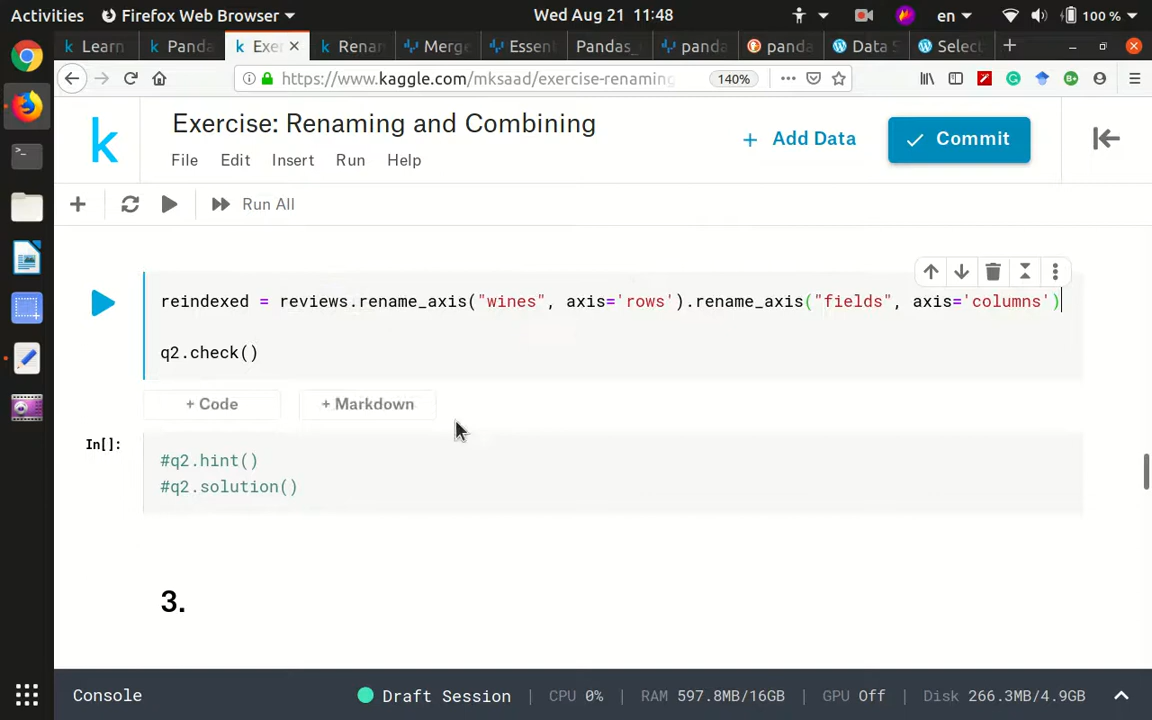 Activities Firefox Web Browser Wed Aug 21 11:48 en 100 %
Learn Panda Exer Renam Merge Essen Pandas_ panda panda Data S Select
https://www.kaggle.com/mksaad/exercise-renaming 140%
k Exercise: Renaming and Combining
+ Add Data
Commit
File Edit Insert Run Help
Run All
reindexed = reviews.rename_axis("wines", axis='rows').rename_axis("fields", axis='columns')
q2.check()
+ Code + Markdown
In[]:
#q2.hint()
#q2.solution()
3.
Console Draft Session | CPU 0% | RAM 597.8MB/16GB | GPU Off | Disk 266.3MB/4.9GB